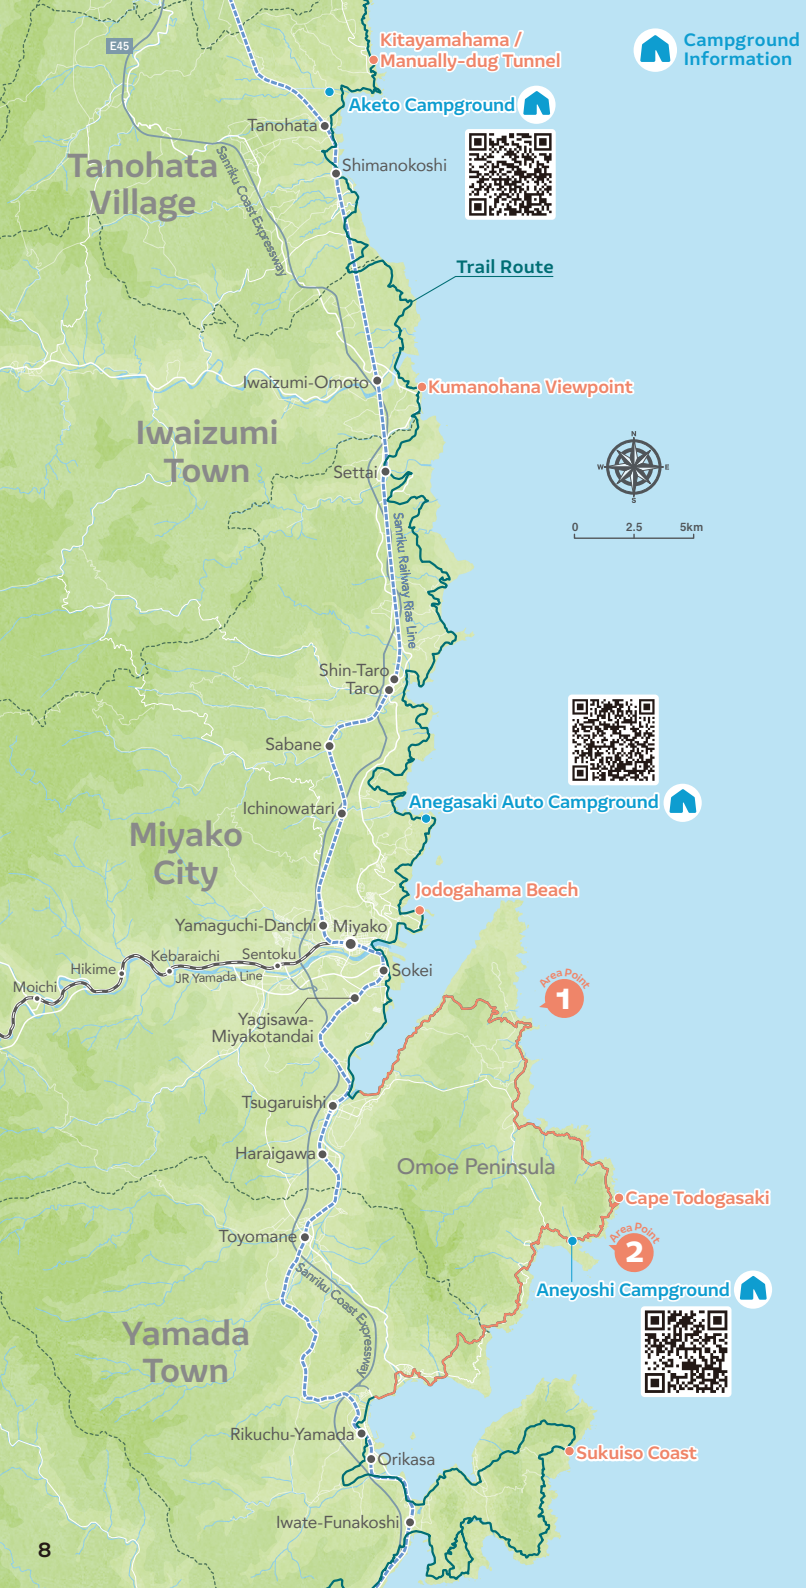 Kitayamahama /
Manually-dug Tunnel
Campground
Information
E45
Aketo Campground
Tanohata
Shimanokoshi
Tanohata
Village
Sanriku Coast Expressway
Trail Route
Iwaizumi-Omoto
Kumanohana Viewpoint
Iwaizumi
Town
N
W
E
S
Settai
0 2.5 5km
Sanriku Railway Rias Line
Shin-Taro
Taro
Sabane
Anegasaki Auto Campground
Ichinowatari
Miyako
City
Jodogahama Beach
Yamaguchi-Danchi
Miyako
Sentoku
Kebaraichi
Hikime
Moichi
JR Yamada Line
Sokei
Area Point
1
Yagisawa-
Miyakotandai
Tsugaruishi
Haraigawa
Omoe Peninsula
Cape Todogasaki
Toyomane
Area Point
2
Aneyoshi Campground
Sanriku Coast Expressway
Yamada
Town
Rikuchu-Yamada
Orikasa
Sukuiso Coast
Iwate-Funakoshi
8